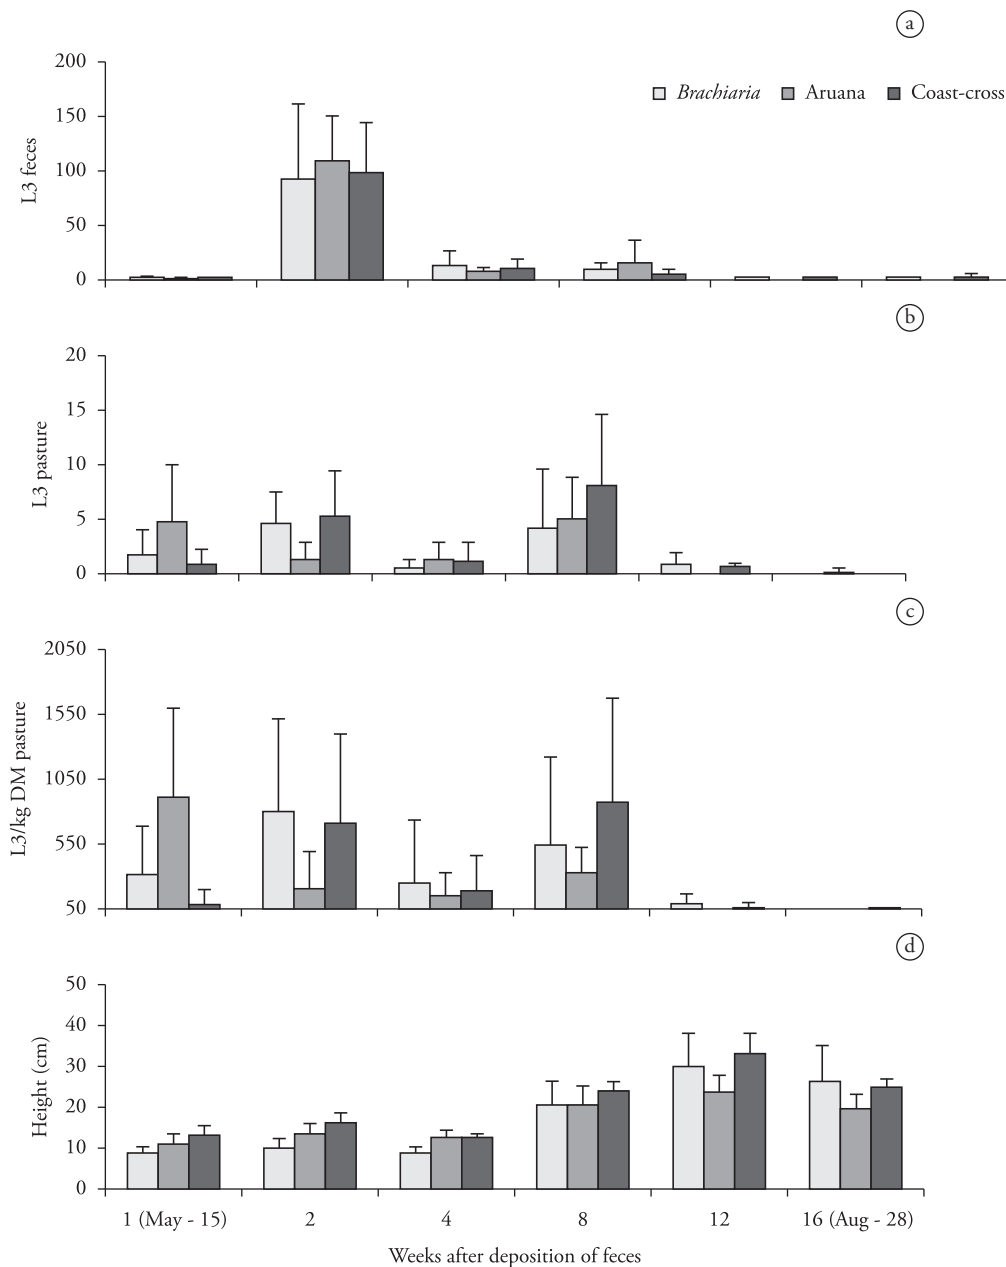 a
200
150
100
50
0
L3 feces
Brachiaria Aruana Coast-cross
b
20
15
10
5
0
L3 pasture
c
2050
1550
1050
550
50
L3/kg DM pasture
d
50
40
30
20
10
0
Height (cm)
1 (May - 15) 2 4 8 12 16 (Aug - 28)
Weeks after deposition of feces